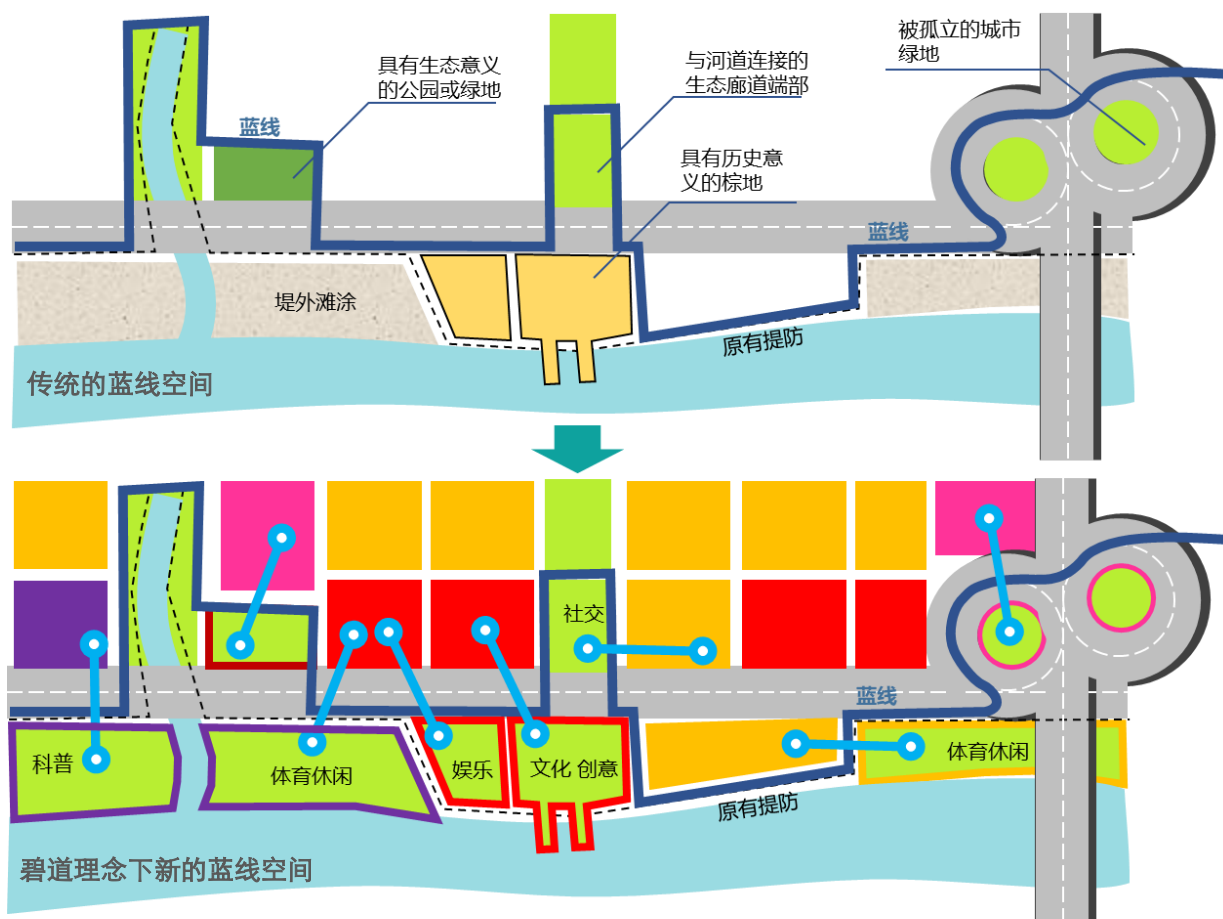 被孤立的城市
绿地
具有生态意义
的公园或绿地
与河道连接的
生态廊道端部
蓝线
具有历史意
义的棕地
蓝线
堤外滩涂
原有提防
传统的蓝线空间
社交
蓝线
科普
体育休闲
娱乐
文化 创意
体育休闲
原有提防
碧道理念下新的蓝线空间